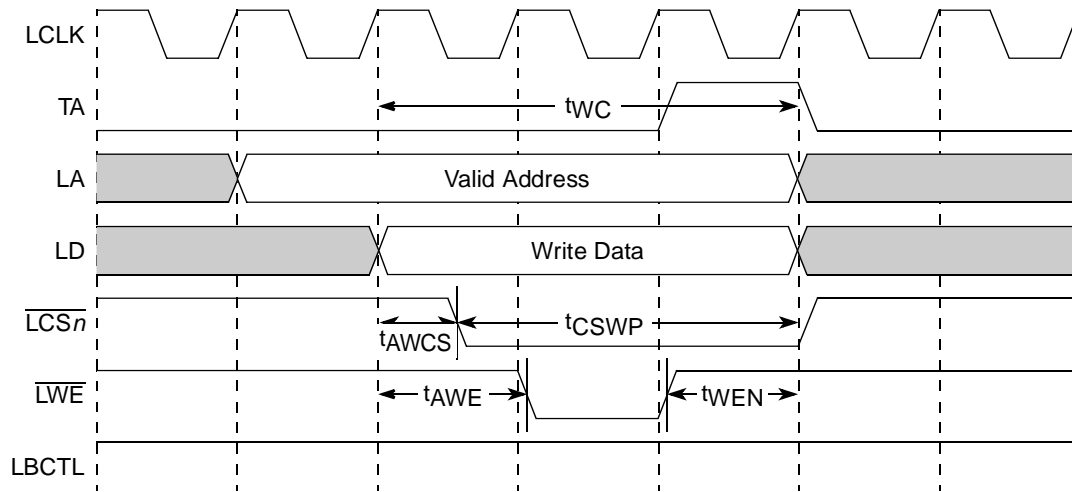 LCLK
TA
tWC
LA
Valid Address
LD
Write Data
LCSn
tAWCS
tCSWP
LWE
tAWE
tWEN
LBCTL